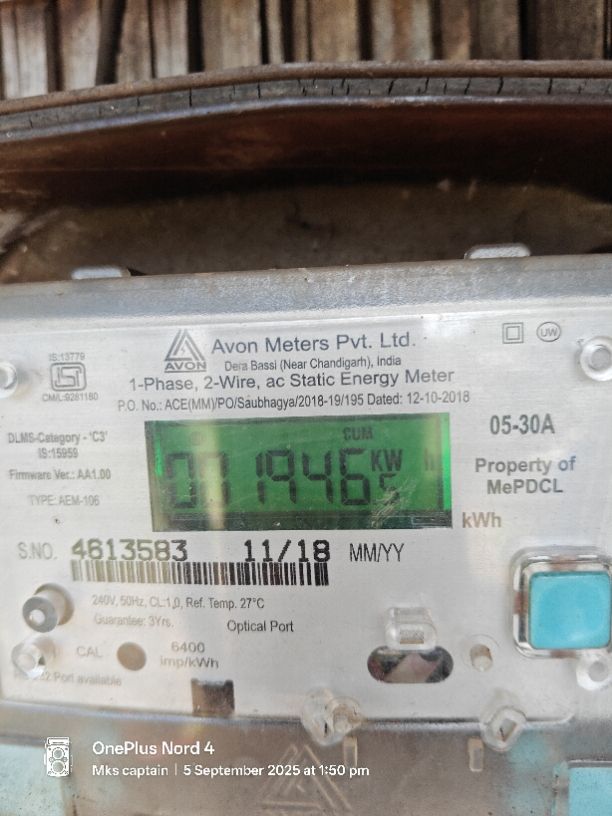 Avon Meters Pvt. Ltd.
AVON
Dera Bassi (Near Chandigarh), India
1-Phase, 2-Wire, ac Static Energy Meter
P.O. No.: ACE(MM)/PO/Saubhagya/2018-19/195 Dated: 12-10-2018
IS:13779
ISI
CM/L:9281180
UW
DLMS-Category - 'C3'
IS:15959
Firmware Ver.: AA1.00
TYPE: AEM-106
CUM
KW h
05-30A
Property of
MePDCL
kWh
S.NO. 4613583 11/18 MM/YY
240V, 50Hz, CL:1.0, Ref. Temp. 27°C
Guarantee: 3Yrs.
Optical Port
CAL
6400
imp/kWh
Port available
AVON
OnePlus Nord 4
Mks captain | 5 September 2025 at 1:50 pm